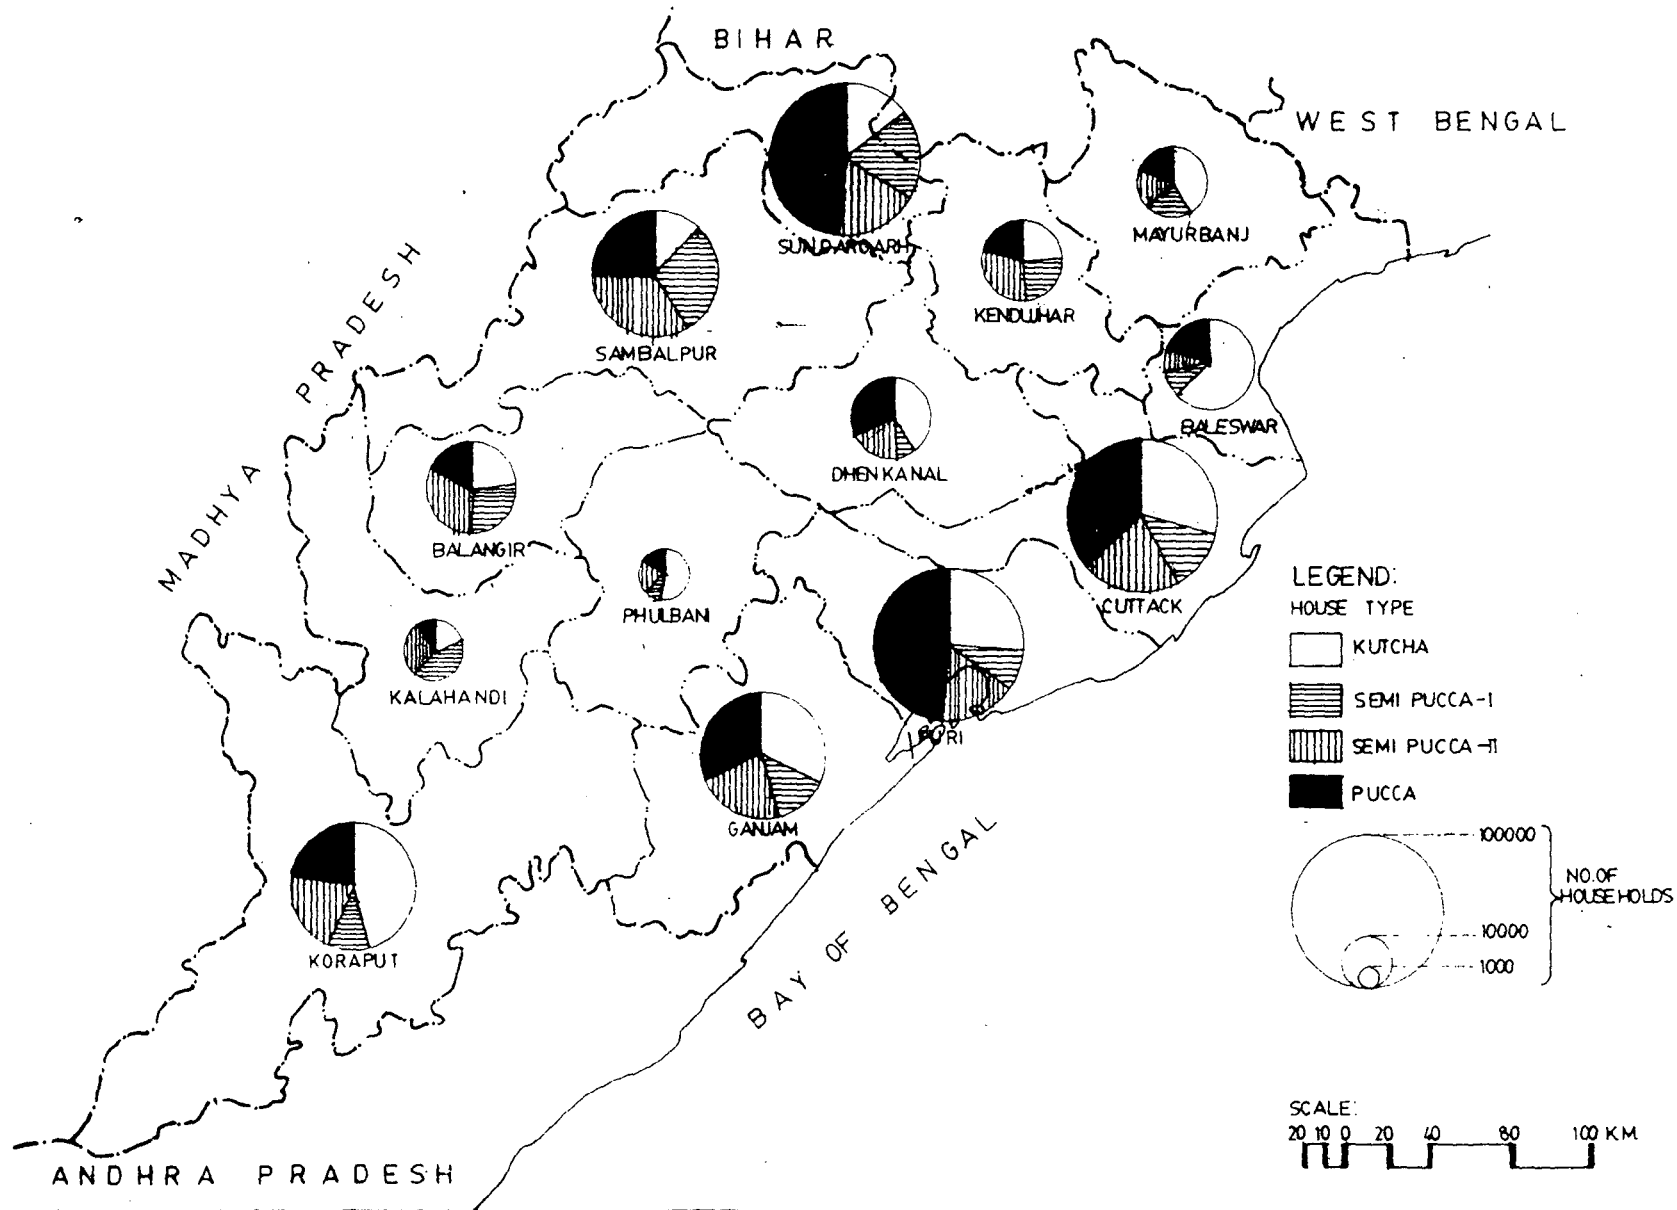 BIHAR
WEST BENGAL
MADHYA PRADESH
SUNDARGARH
MAYURBANJ
KENDUJHAR
SAMBALPUR
BALESWAR
DHENKANAL
BALANGIR
PHULBANI
CUTTACK
KALAHANDI
PURI
GANJAM
KORAPUT
BAY OF BENGAL
ANDHRA PRADESH
LEGEND:
HOUSE TYPE
KUTCHA
SEMI PUCCA-I
SEMI PUCCA-II
PUCCA
100000
10000
1000
NO.OF
HOUSEHOLDS
SCALE:
20 10 0 20 40 80 100 KM